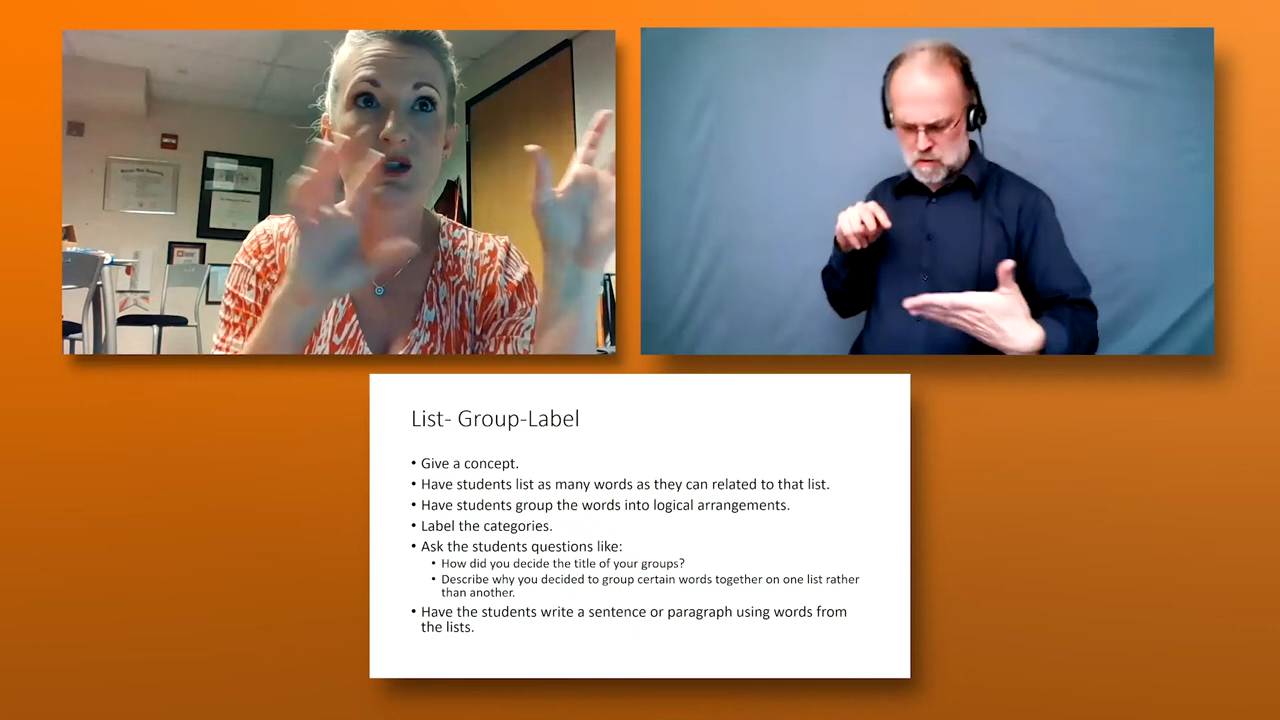 List- Group-Label
• Give a concept.
• Have students list as many words as they can related to that list.
• Have students group the words into logical arrangements.
• Label the categories.
• Ask the students questions like:
• How did you decide the title of your groups?
• Describe why you decided to group certain words together on one list rather
than another.
• Have the students write a sentence or paragraph using words from
the lists.